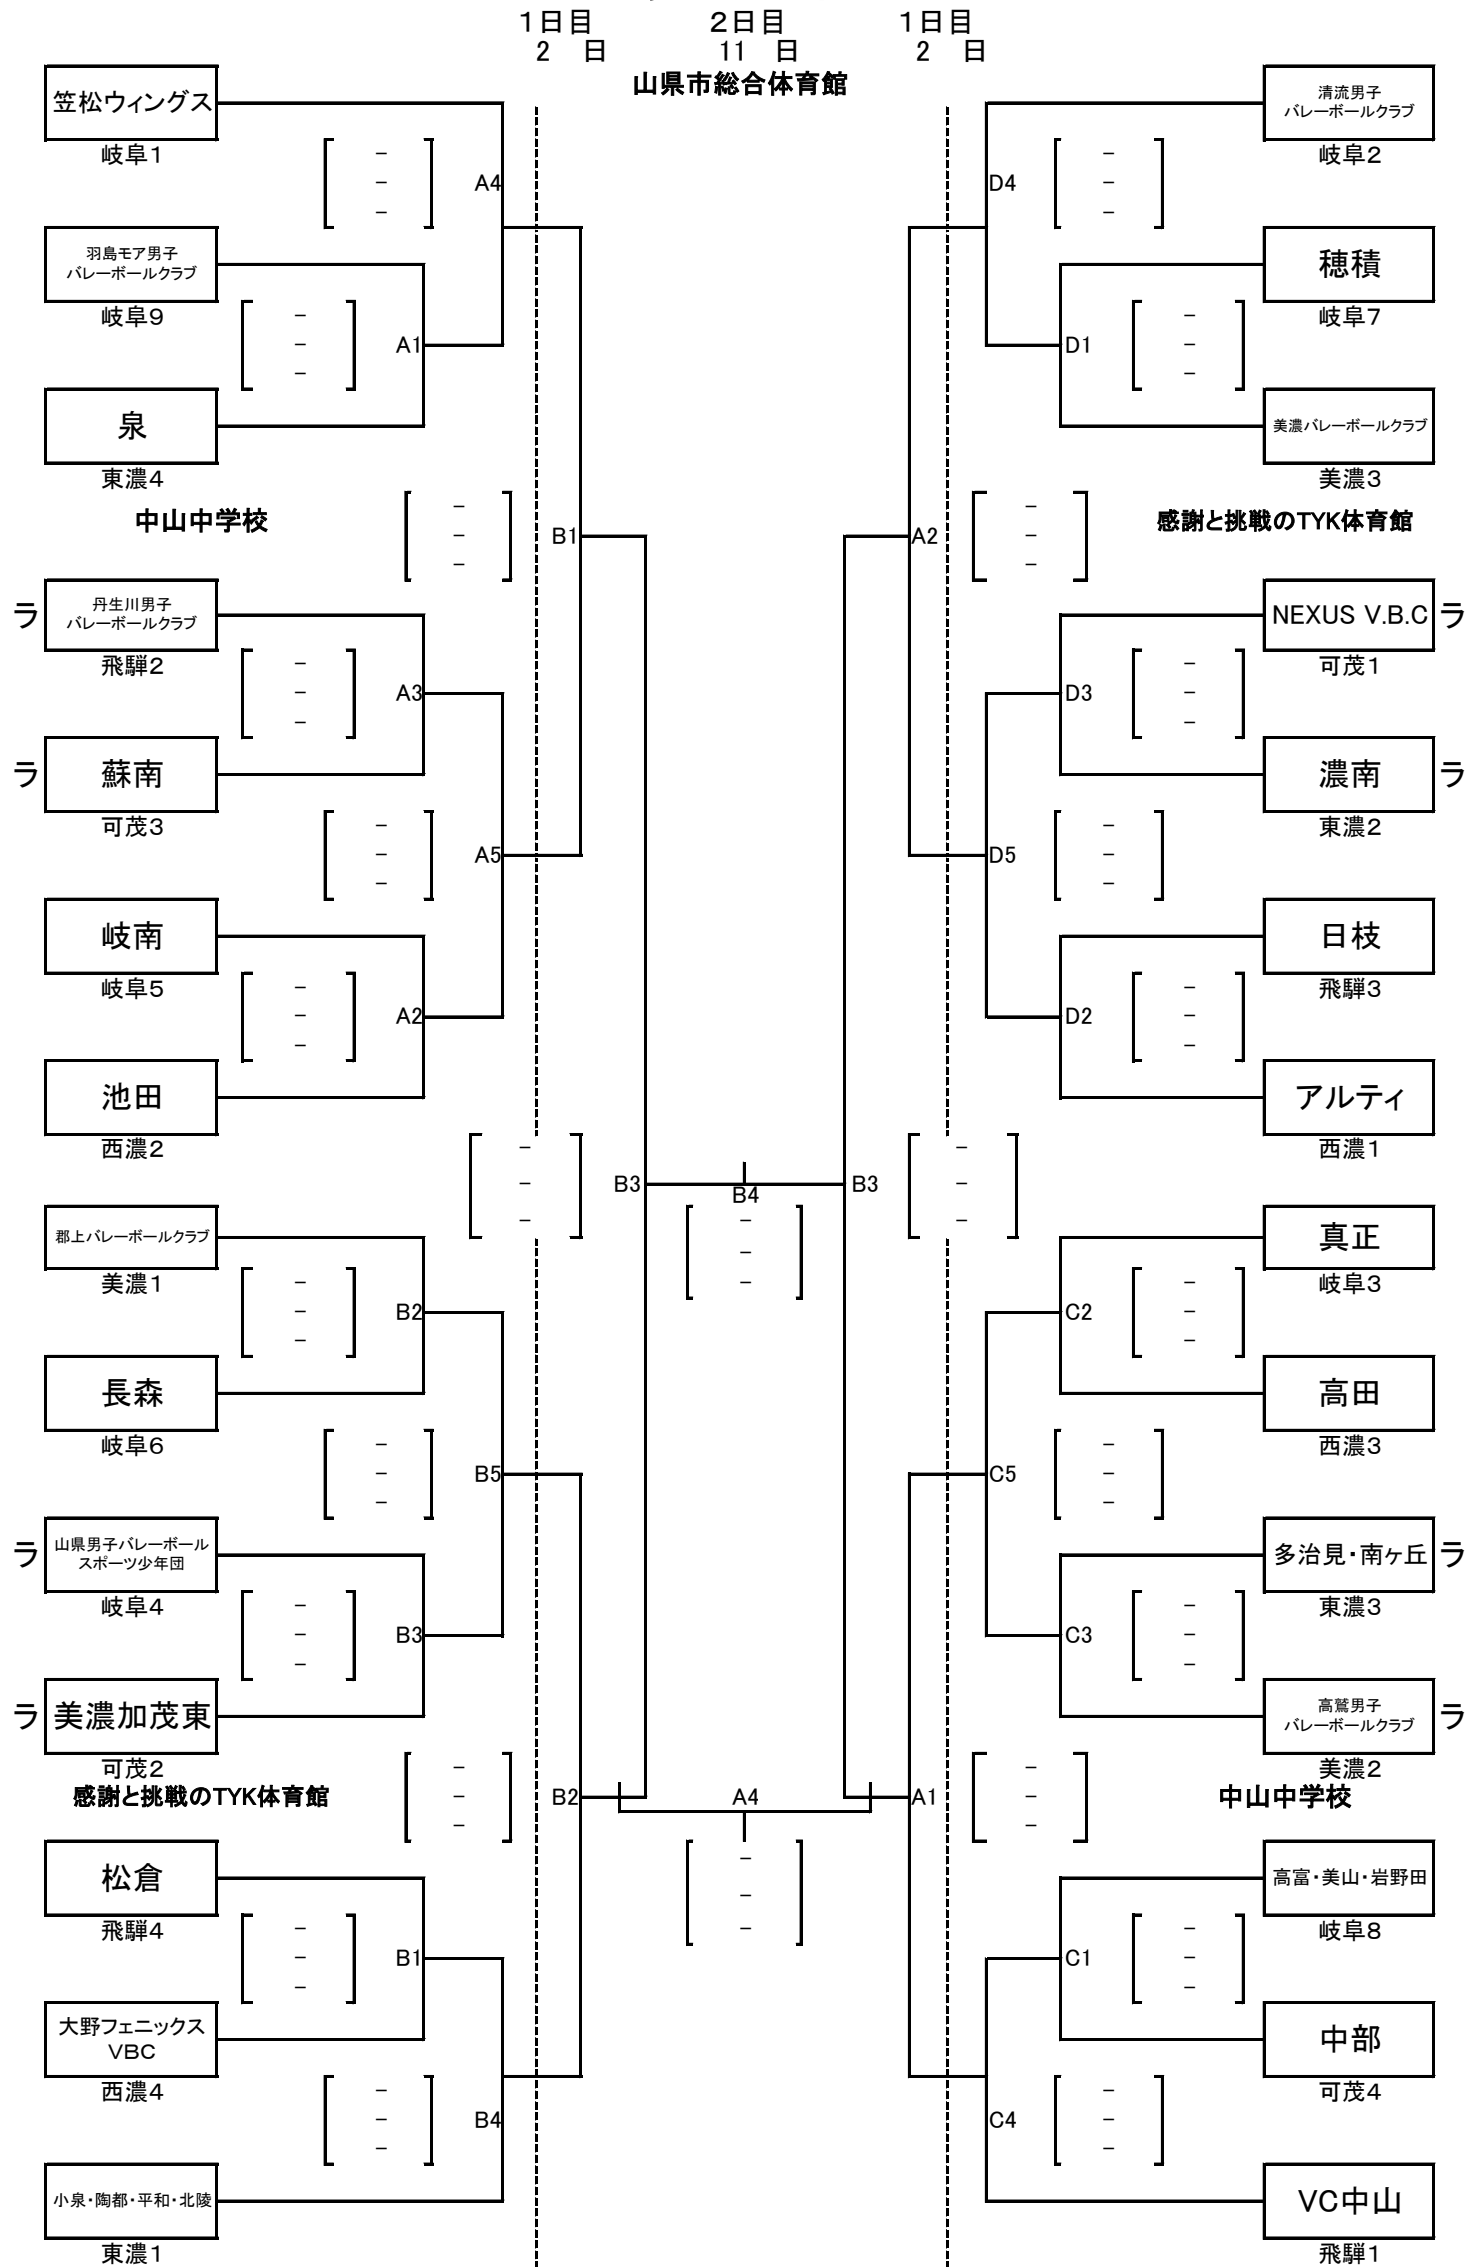 1日目 2日目 1日目
2 日 11 日 2 日
山県市総合体育館
笠松ウィングス
岐阜1
A4
羽島モア男子
バレーボールクラブ
岐阜9
A1
泉
東濃4
中山中学校
B1
ラ
丹生川男子
バレーボールクラブ
飛騨2
A3
ラ
蘇南
可茂3
A5
岐南
岐阜5
A2
池田
西濃2
B3
郡上バレーボールクラブ
美濃1
B2
長森
岐阜6
B5
ラ
山県男子バレーボール
スポーツ少年団
岐阜4
B3
ラ
美濃加茂東
可茂2
感謝と挑戦のTYK体育館
B2
松倉
飛騨4
B1
大野フェニックス
VBC
西濃4
B4
小泉・陶都・平和・北陵
東濃1
B4
A4
清流男子
バレーボールクラブ
岐阜2
D4
穂積
岐阜7
D1
美濃バレーボールクラブ
美濃3
感謝と挑戦のTYK体育館
A2
NEXUS V.B.C
ラ
可茂1
D3
濃南
ラ
東濃2
D5
日枝
飛騨3
D2
アルティ
西濃1
B3
真正
岐阜3
C2
高田
西濃3
C5
多治見・南ヶ丘
ラ
東濃3
C3
高鷲男子
バレーボールクラブ
ラ
美濃2
中山中学校
A1
高富・美山・岩野田
岐阜8
C1
中部
可茂4
C4
VC中山
飛騨1